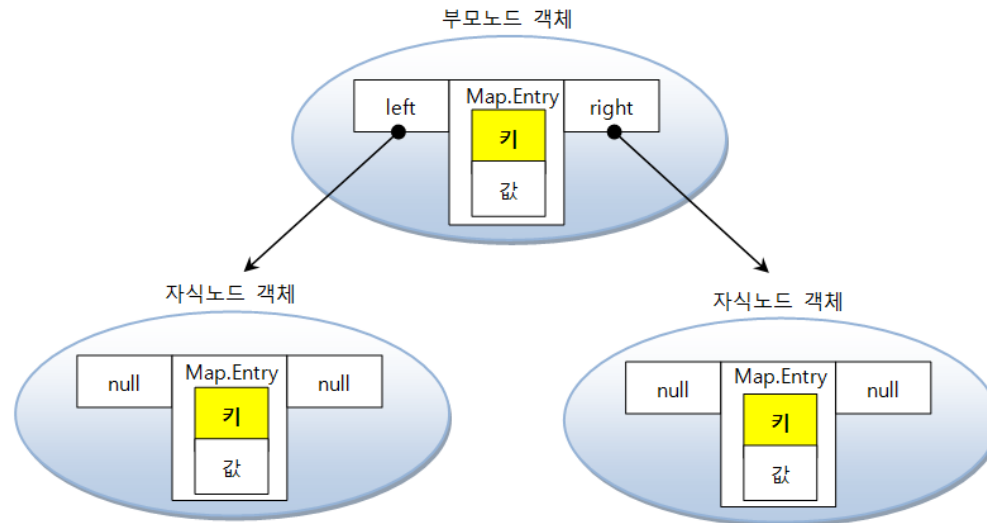 부모노드 객체
left
Map.Entry
right
키
값
자식노드 객체
null
Map.Entry
null
키
값
자식노드 객체
null
Map.Entry
null
키
값